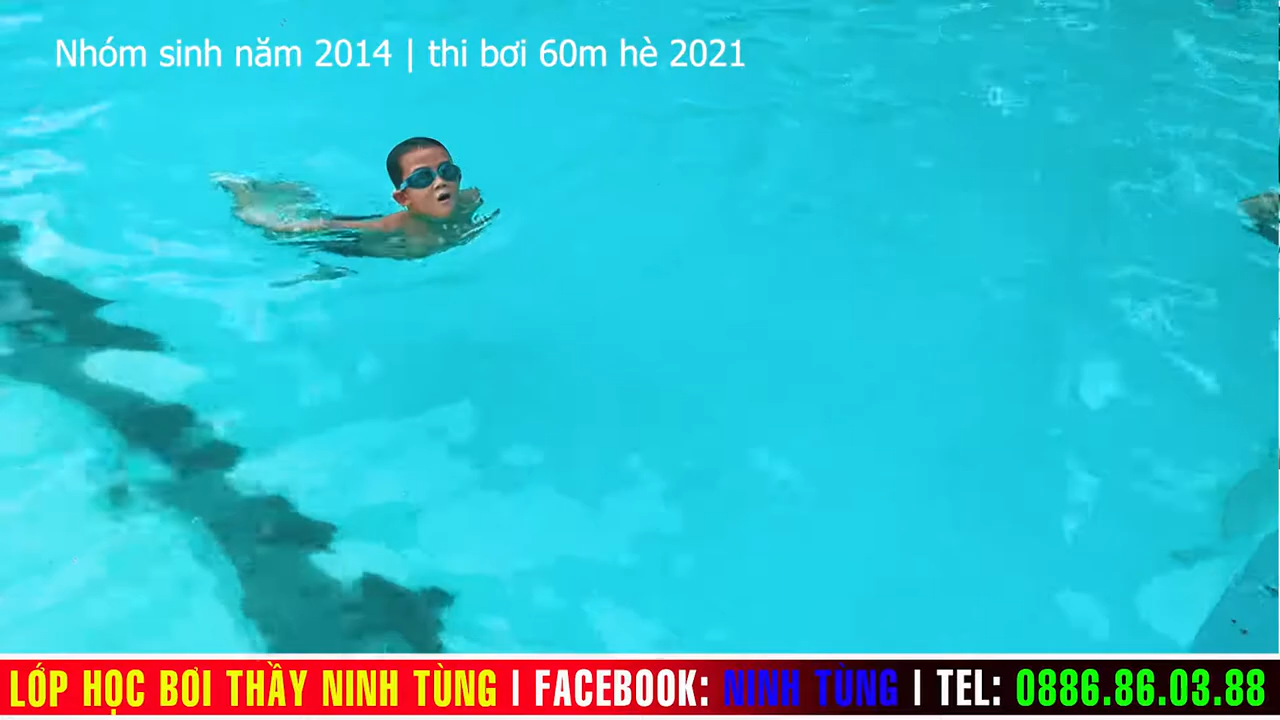 Nhóm sinh năm 2014 | thi bơi 60m hè 2021
LỚP HỌC BƠI THẦY NINH TÙNG I FACEBOOK: NINH TÙNG I TEL: 0886.86.03.88